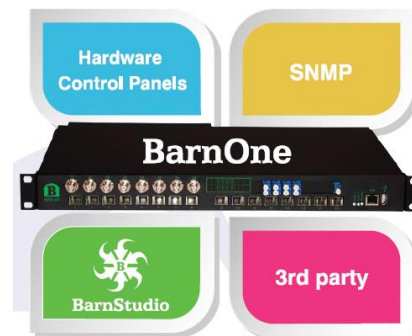 Hardware
Control Panels
SNMP
BarnOne
B
B
BarnStudio
3rd party